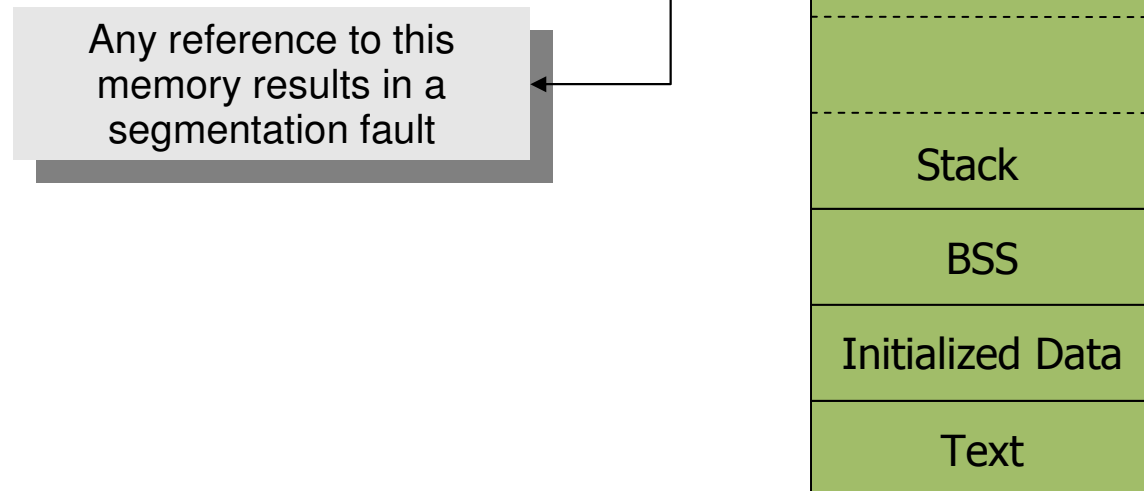 Any reference to this
memory results in a
segmentation fault
Stack
BSS
Initialized Data
Text